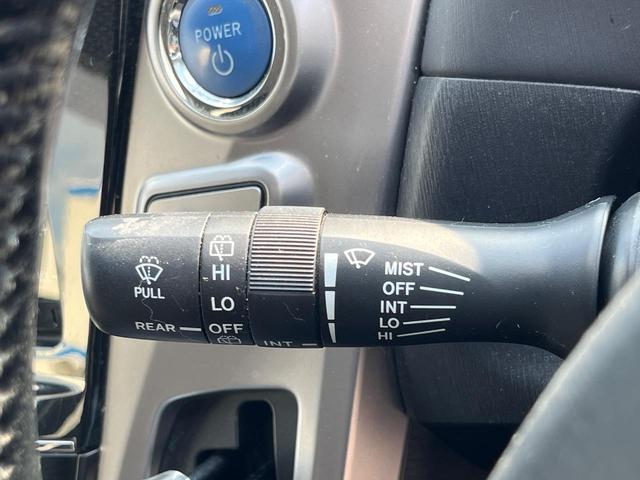 POWER
PULL
REAR
HI
LO
OFF
INT
MIST
OFF
INT
LO
HI